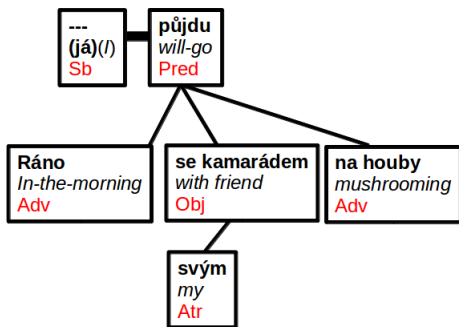 ---
(já)(I)
Sb
půjdu
will-go
Pred
Ráno
In-the-morning
Adv
se kamarádem
with friend
Obj
na houby
mushrooming
Adv
svým
my
Atr